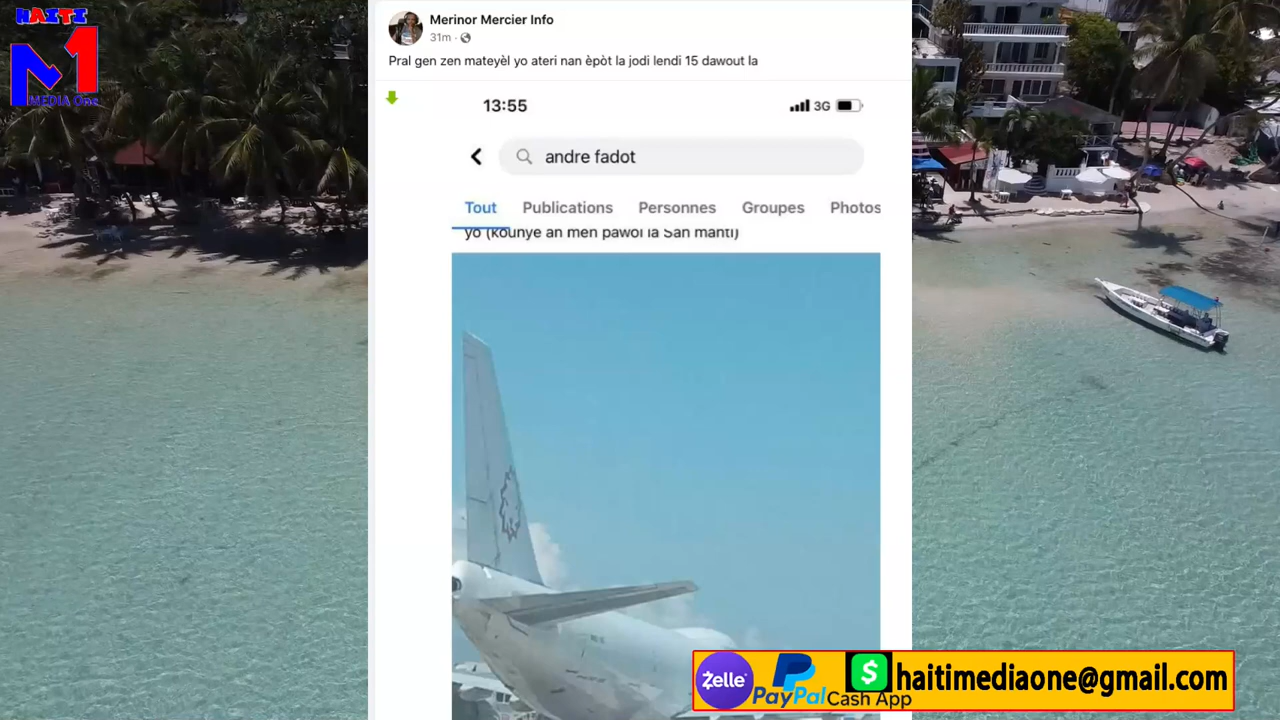 HAITI
M1
MEDIA One
Merinor Mercier Info
31m ·
Pral gen zen mateyèl yo ateri nan èpòt la jodi lendi 15 dawout la
13:55
3G
andre fadot
Tout Publications Personnes Groupes Photos
yo (kounye an men pawol la San manti)
Zelle PayPal $ Cash App haitimediaone@gmail.com